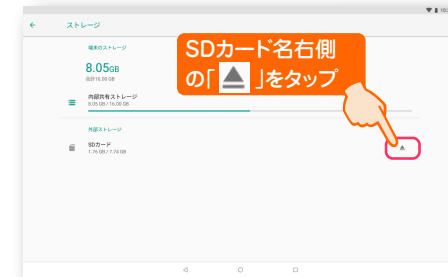 ストレージ
端末のストレージ
8.05GB
合計16.00 GB
SDカード名右側
の「⏏」をタップ
内部共有ストレージ
8.05 GB / 16.00 GB
外部ストレージ
SDカード
1.76 GB / 7.74 GB